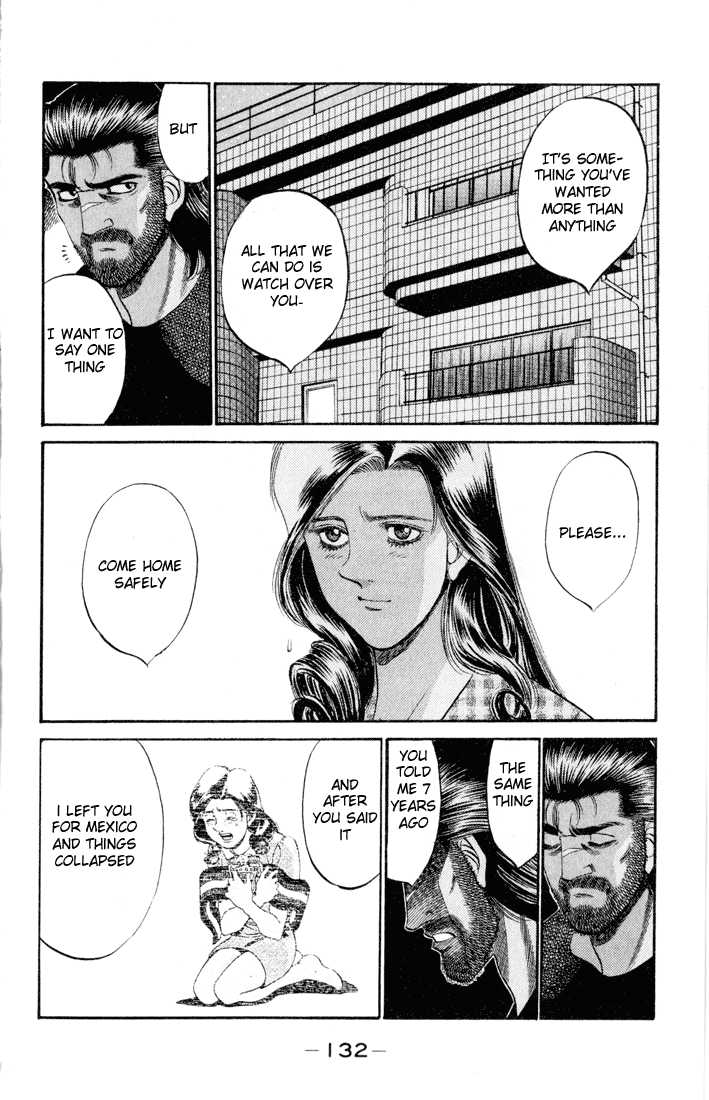 IT'S SOME-
THING YOU'VE
WANTED
MORE THAN
ANYTHING
ALL THAT WE
CAN DO IS
WATCH OVER
YOU-
BUT
I WANT TO
SAY ONE
THING
PLEASE...
COME HOME
SAFELY
THE
SAME
THING
YOU
TOLD
ME 7
YEARS
AGO
AND
AFTER
YOU SAID
IT
I LEFT YOU
FOR MEXICO
AND THINGS
COLLAPSED
—132—